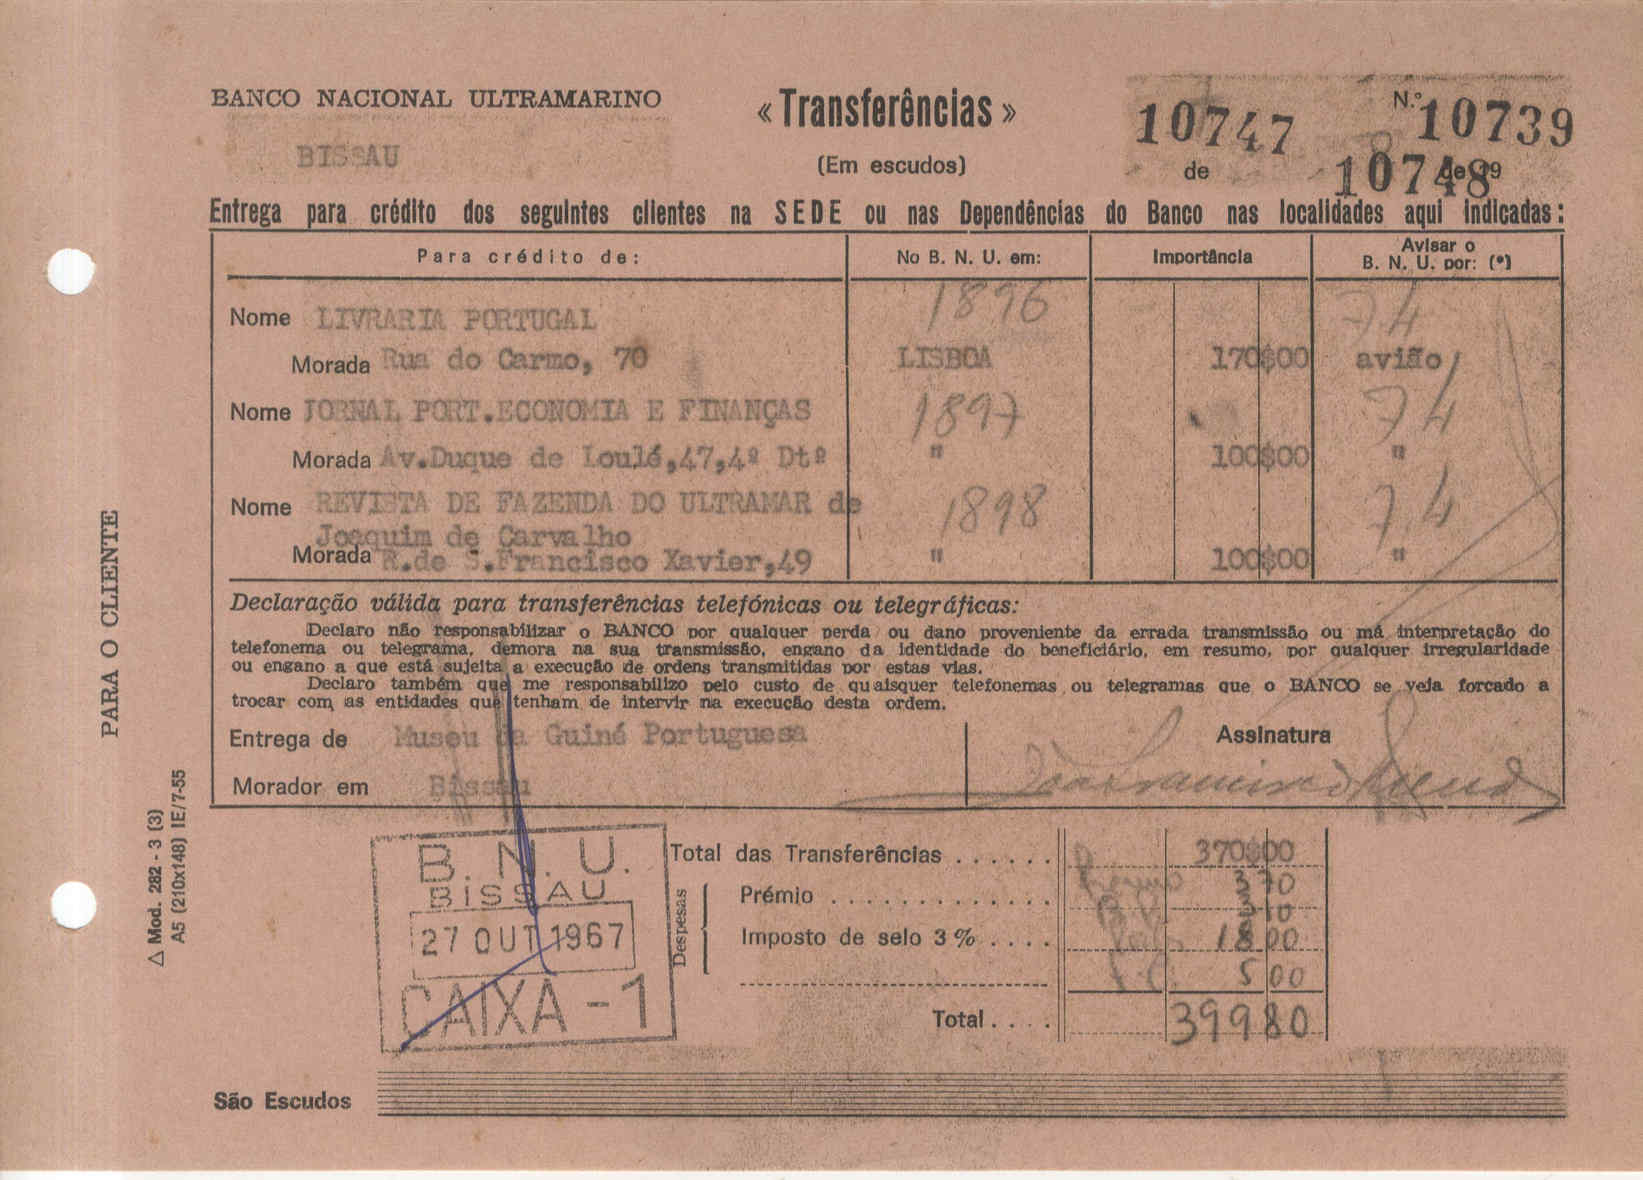 BANCO NACIONAL ULTRAMARINO
«Transferências»
10747
N.º 10739
BISSAU
(Em escudos)
de
10748
Entrega para crédito dos seguintes clientes na SEDE ou nas Dependências do Banco nas localidades aqui indicadas:
Para crédito de:
No B. N. U. em:
Importância
Avisar o
B. N. U. por: (*)
1896
74
Nome LIVRARIA PORTUGAL
Morada Rua do Carmo, 70
LISBOA
170$00
avião
Nome JORNAL PORT.ECONOMIA E FINANÇAS
1897
74
Morada Av.Duque de Loulé,47,4º Dtº
"
100$00
"
Nome REVISTA DE FAZENDA DO ULTRAMAR de
Joaquim de Carvalho
1898
74
Morada R.de S.Francisco Xavier,49
"
100$00
"
Declaração válida para transferências telefónicas ou telegráficas:
Declaro não responsabilizar o BANCO por qualquer perda ou dano proveniente da errada transmissão ou má interpretação do
telefonema ou telegrama, demora na sua transmissão, engano da identidade do beneficiário, em resumo, por qualquer irregularidade
ou engano a que está sujeita a execução de ordens transmitidas por estas vias.
Declaro também que me responsabilizo pelo custo de quaisquer telefonemas ou telegramas que o BANCO se veja forçado a
trocar com as entidades que tenham de intervir na execução desta ordem.
Entrega de Museu da Guiné Portuguesa
Assinatura
Morador em Bissau
B. N. U.
BISSAU
27 OUT 1967
CAIXA - 1
Total das Transferências . . . . . . 370$00
Despesas
Prémio . . . . . . . . . . . . . 370
Imposto de selo 3% . . . . 18 00
5 00
Total . . . . 399 80
São Escudos
PARA O CLIENTE
△ Mod. 282 - 3 (3)
A5 (210x148) IE/7-55